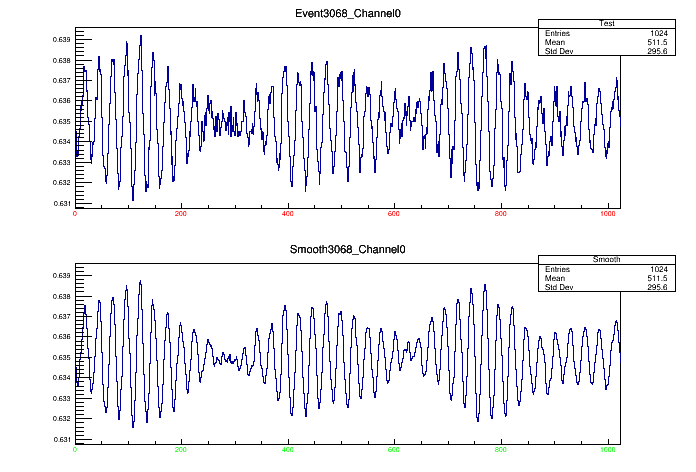 Event3068_Channel0
Test
Entries 1024
Mean 511.5
Std Dev 295.6
0.639
0.638
0.637
0.636
0.635
0.634
0.633
0.632
0.631
0 200 400 600 800 1000
Smooth3068_Channel0
Smooth
Entries 1024
Mean 511.5
Std Dev 295.6
0.639
0.638
0.637
0.636
0.635
0.634
0.633
0.632
0.631
0 200 400 600 800 1000